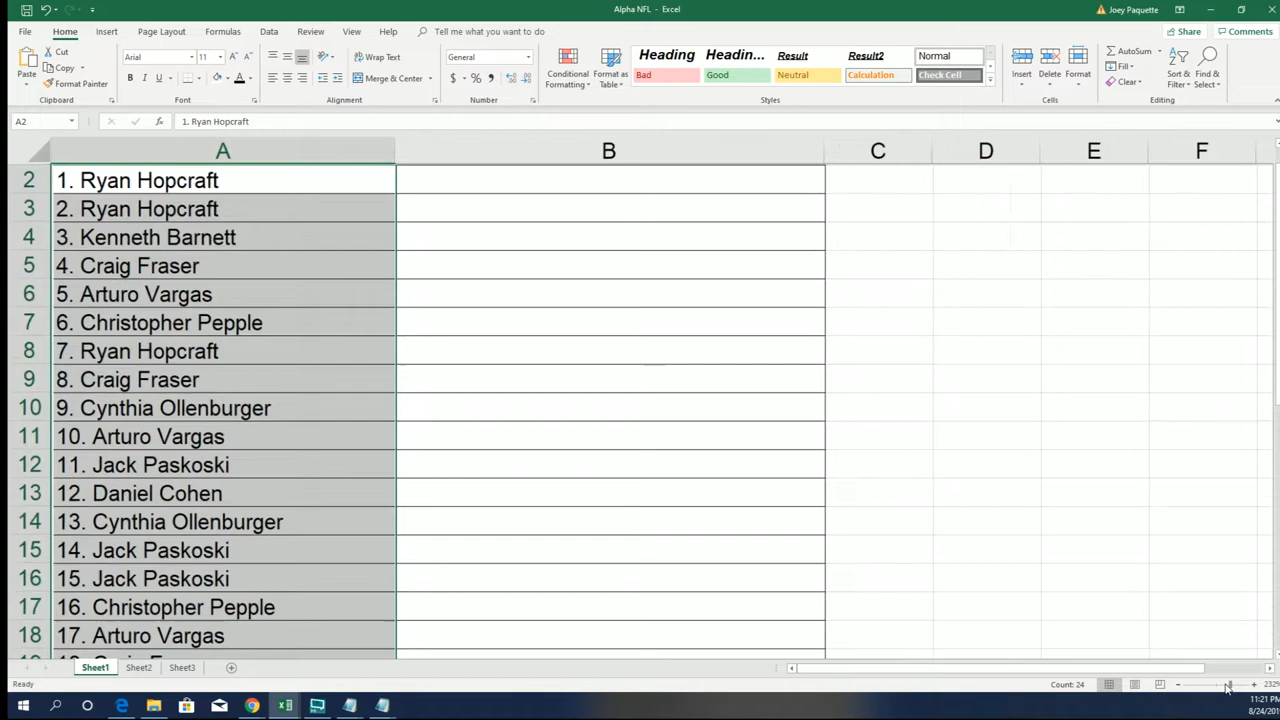 Alpha NFL - Excel
Joey Paquette
File Home Insert Page Layout Formulas Data Review View Help Tell me what you want to do
Share Comments
Paste
Cut
Copy
Format Painter
Clipboard
Arial 11
B I U
Font
Wrap Text
Merge & Center
Alignment
General
$ % ,
Number
Conditional
Formatting
Format as
Table
Heading Headin... Result Result2 Normal
Bad Good Neutral Calculation Check Cell
Styles
Insert Delete Format
Cells
AutoSum
Fill
Clear
Sort &
Filter
Find &
Select
Editing
A2 fx 1. Ryan Hopcraft
A B C D E F
2 1. Ryan Hopcraft
3 2. Ryan Hopcraft
4 3. Kenneth Barnett
5 4. Craig Fraser
6 5. Arturo Vargas
7 6. Christopher Pepple
8 7. Ryan Hopcraft
9 8. Craig Fraser
10 9. Cynthia Ollenburger
11 10. Arturo Vargas
12 11. Jack Paskoski
13 12. Daniel Cohen
14 13. Cynthia Ollenburger
15 14. Jack Paskoski
16 15. Jack Paskoski
17 16. Christopher Pepple
18 17. Arturo Vargas
Sheet1 Sheet2 Sheet3
Ready Count: 24 232%
11:21 PM